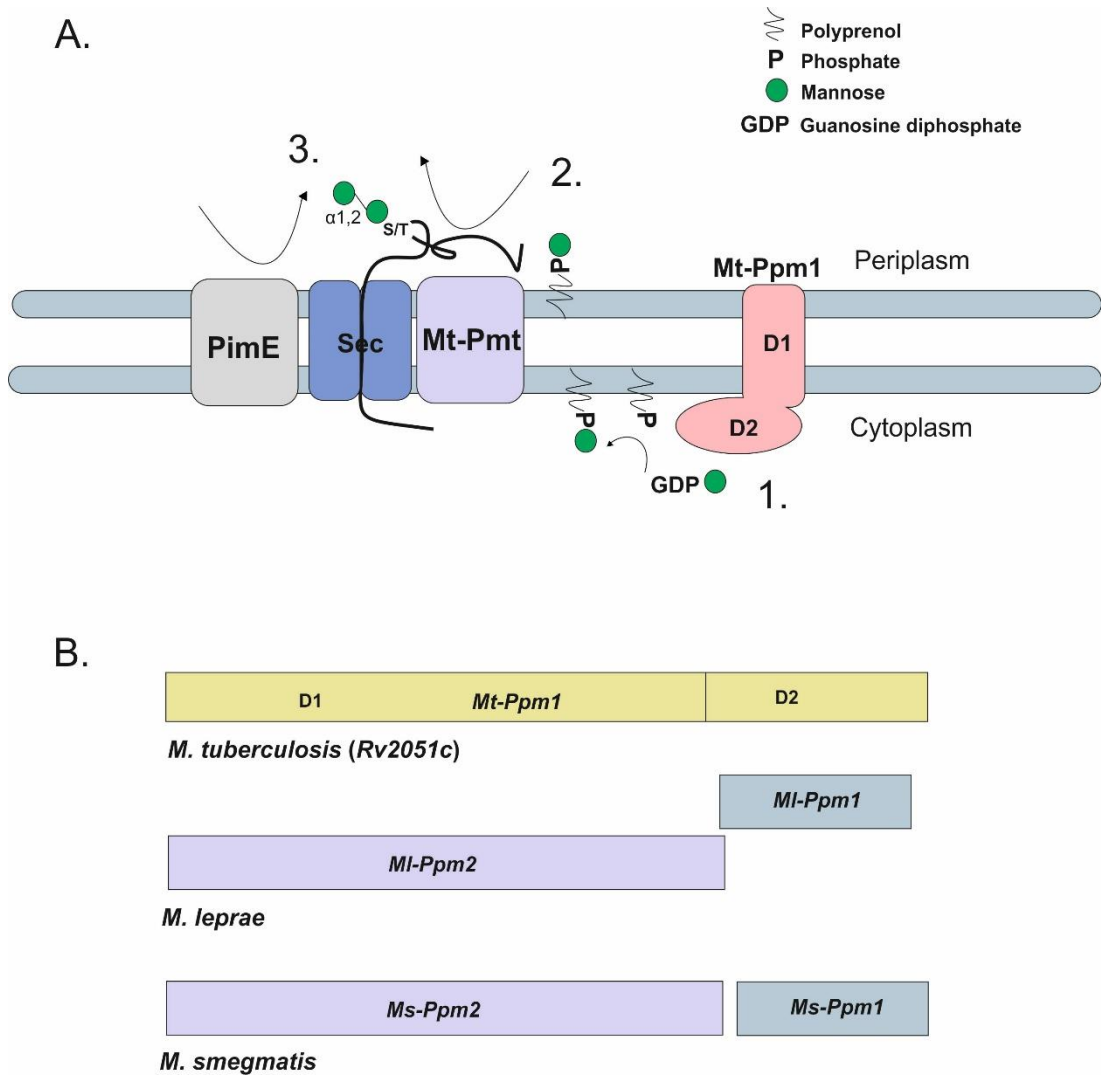 A.
Polyprenol
P Phosphate
Mannose
GDP Guanosine diphosphate
3.
2.
α1,2
S/T
P
Mt-Ppm1
Periplasm
PimE
Sec
Mt-Pmt
D1
P
P
D2
Cytoplasm
GDP
1.
B.
D1
Mt-Ppm1
D2
M. tuberculosis (Rv2051c)
Ml-Ppm1
Ml-Ppm2
M. leprae
Ms-Ppm2
Ms-Ppm1
M. smegmatis